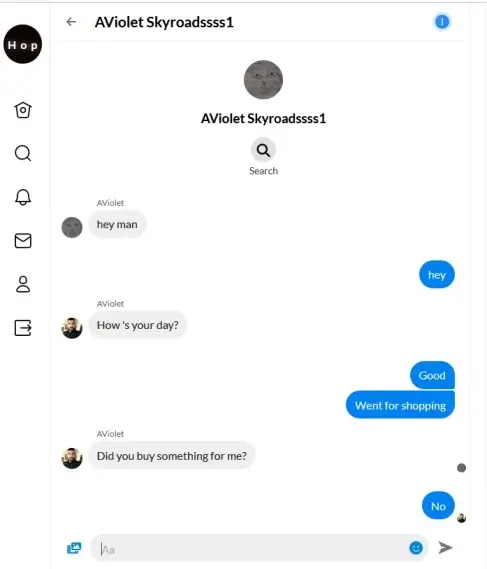 AViolet Skyroadssss1
Hop
AViolet Skyroadssss1
Search
AViolet
hey man
hey
AViolet
How 's your day?
Good
Went for shopping
AViolet
Did you buy something for me?
No
Aa